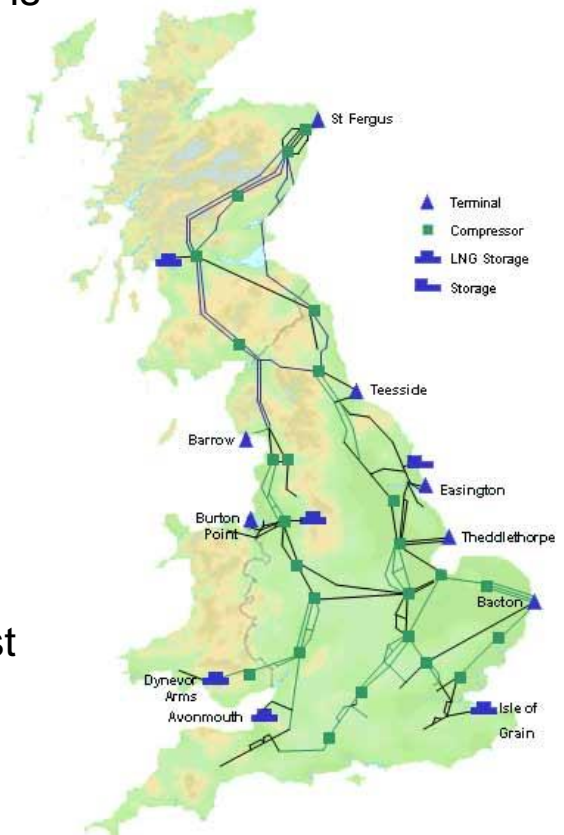 St Fergus
Terminal
Compressor
LNG Storage
Storage
Teesside
Barrow
Easington
Burton
Point
Theddlethorpe
Bacton
st
Dynevor
Arms
Avonmouth
Isle of
Grain